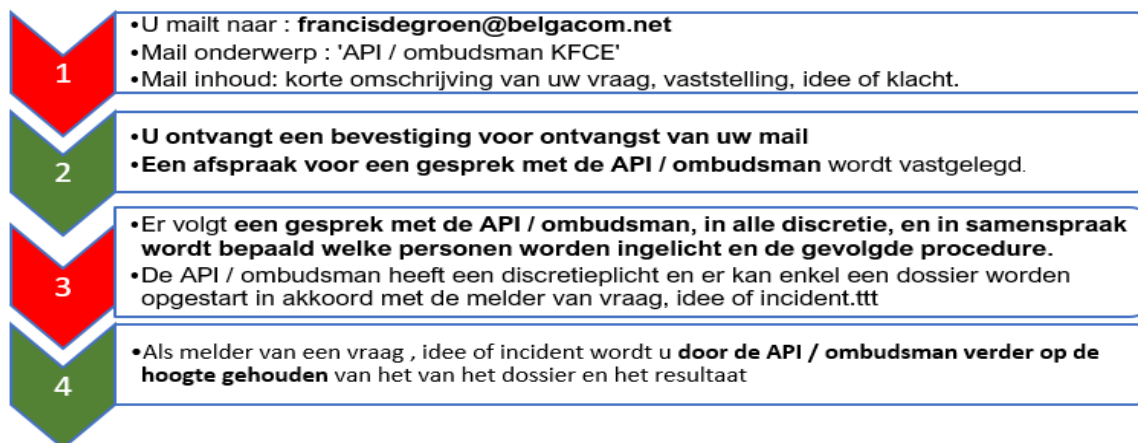 1
•U mailt naar : francisdegroen@belgacom.net
•Mail onderwerp : 'API / ombudsman KFCE'
•Mail inhoud: korte omschrijving van uw vraag, vaststelling, idee of klacht.
2
•U ontvangt een bevestiging voor ontvangst van uw mail
•Een afspraak voor een gesprek met de API / ombudsman wordt vastgelegd.
3
•Er volgt een gesprek met de API / ombudsman, in alle discretie, en in samenspraak
wordt bepaald welke personen worden ingelicht en de gevolgde procedure.
•De API / ombudsman heeft een discretieplicht en er kan enkel een dossier worden
opgestart in akkoord met de melder van vraag, idee of incident.ttt
4
•Als melder van een vraag , idee of incident wordt u door de API / ombudsman verder op de
hoogte gehouden van het van het dossier en het resultaat